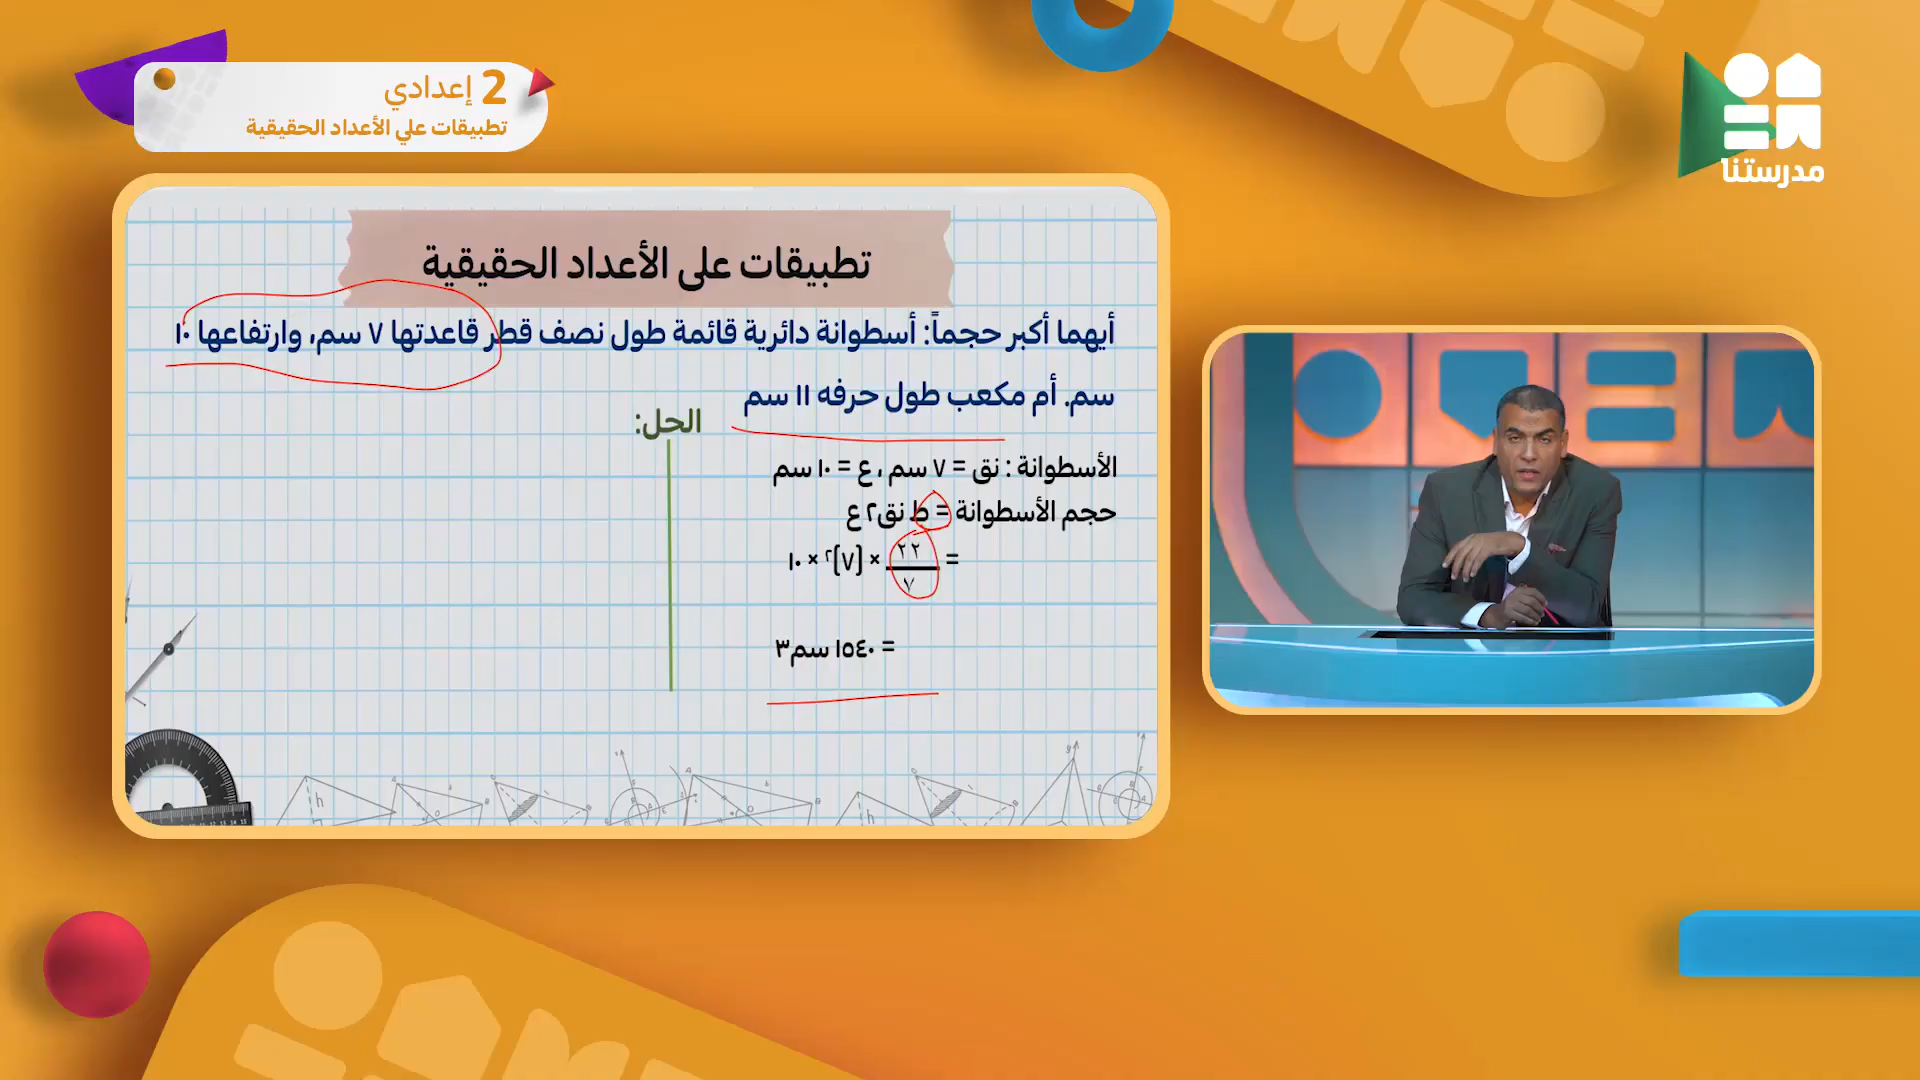 2 إعدادي
تطبيقات علي الأعداد الحقيقية
مدرستنا
تطبيقات على الأعداد الحقيقية
أيهما أكبر حجماً: أسطوانة دائرية قائمة طول نصف قطر قاعدتها ٧ سم، وارتفاعها ١٠
سم. أم مكعب طول حرفه ١١ سم
الحل:
الأسطوانة : نق = ٧ سم ، ع = ١٠ سم
حجم الأسطوانة = ط نق٢ ع
= ٢٢/٧ × [٧]٢ × ١٠
= ١٥٤٠ سم٣